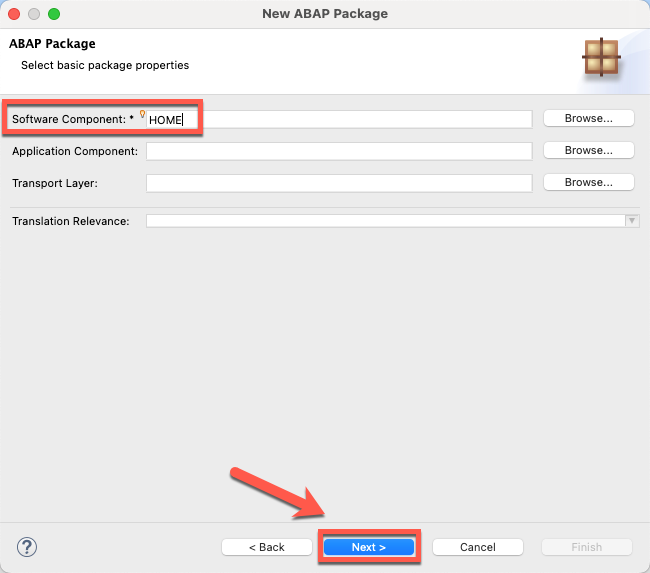 New ABAP Package
ABAP Package
Select basic package properties
Software Component: * HOME Browse...
Application Component: Browse...
Transport Layer: Browse...
Translation Relevance:
? < Back Next > Cancel Finish